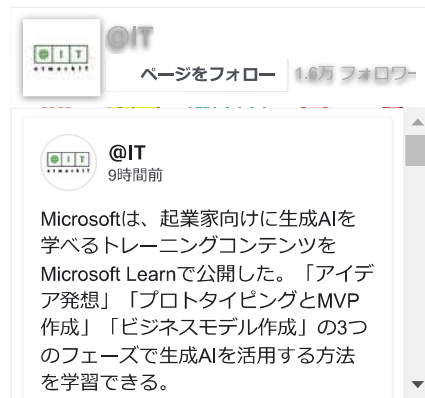 @IT
@IT
atmarkIT
ページをフォロー
1.6万 フォロワー
@IT
@IT
atmarkIT
9時間前
Microsoftは、起業家向けに生成AIを
学べるトレーニングコンテンツを
Microsoft Learnで公開した。「アイデ
ア発想」「プロトタイピングとMVP
作成」「ビジネスモデル作成」の3つ
のフェーズで生成AIを活用する方法
を学習できる。